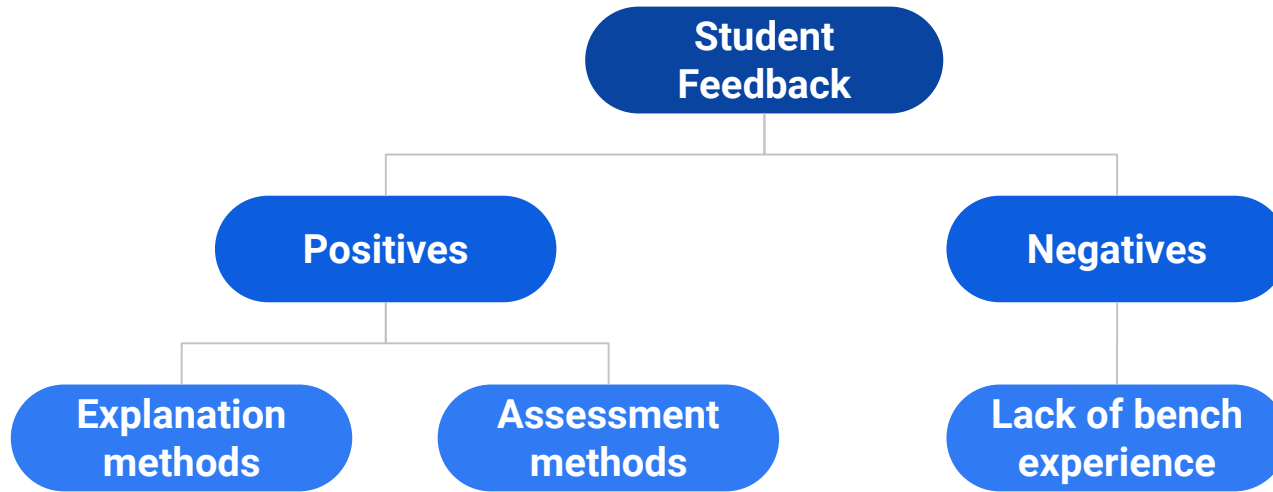 Student
Feedback
Positives
Negatives
Explanation
methods
Assessment
methods
Lack of bench
experience